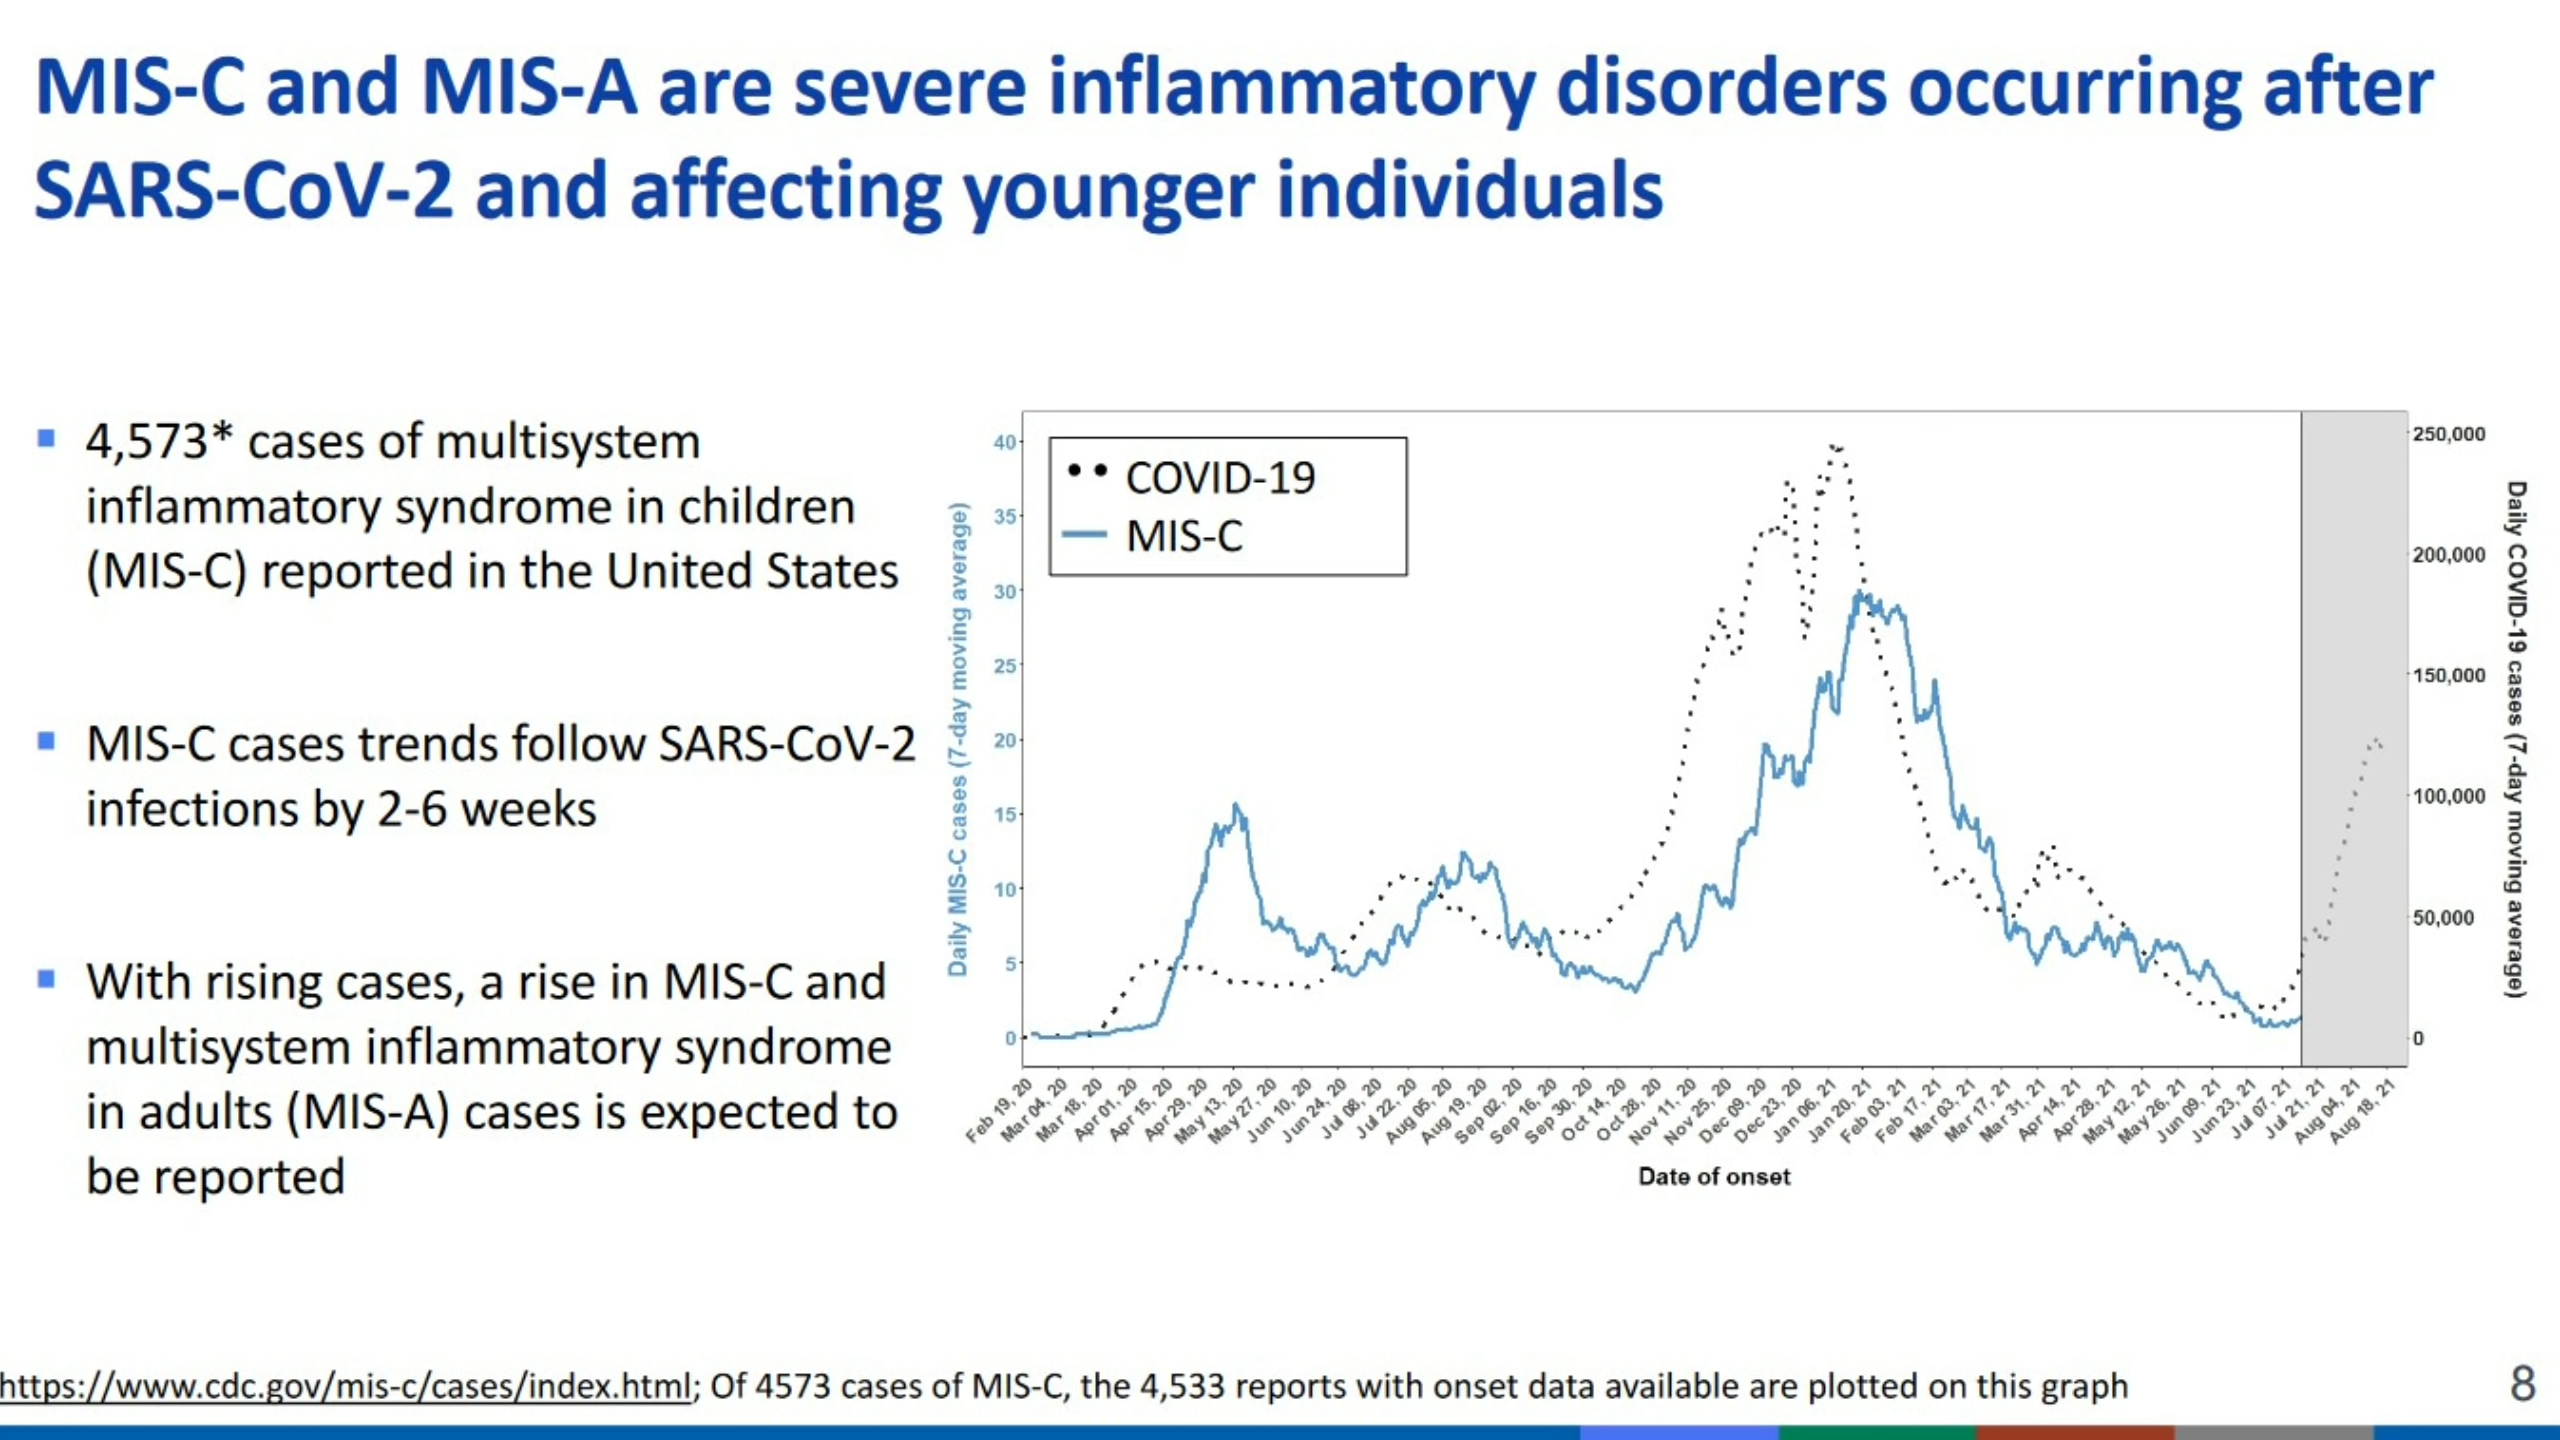 MIS-C and MIS-A are severe inflammatory disorders occurring after
SARS-CoV-2 and affecting younger individuals
▪ 4,573* cases of multisystem
inflammatory syndrome in children
(MIS-C) reported in the United States
▪ MIS-C cases trends follow SARS-CoV-2
infections by 2-6 weeks
▪ With rising cases, a rise in MIS-C and
multisystem inflammatory syndrome
in adults (MIS-A) cases is expected to
be reported
Daily MIS-C cases (7-day moving average)
40
35
30
25
20
15
10
5
0
COVID-19
MIS-C
250,000
200,000
150,000
100,000
50,000
0
Daily COVID-19 cases (7-day moving average)
Feb 19, 20
Mar 04, 20
Mar 18, 20
Apr 01, 20
Apr 15, 20
Apr 29, 20
May 13, 20
May 27, 20
Jun 10, 20
Jun 24, 20
Jul 08, 20
Jul 22, 20
Aug 05, 20
Aug 19, 20
Sep 02, 20
Sep 16, 20
Sep 30, 20
Oct 14, 20
Oct 28, 20
Nov 11, 20
Nov 25, 20
Dec 09, 20
Dec 23, 20
Jan 06, 21
Jan 20, 21
Feb 03, 21
Feb 17, 21
Mar 03, 21
Mar 17, 21
Mar 31, 21
Apr 14, 21
Apr 28, 21
May 12, 21
May 26, 21
Jun 09, 21
Jun 23, 21
Jul 07, 21
Jul 21, 21
Aug 04, 21
Aug 18, 21
Date of onset
https://www.cdc.gov/mis-c/cases/index.html; Of 4573 cases of MIS-C, the 4,533 reports with onset data available are plotted on this graph
8